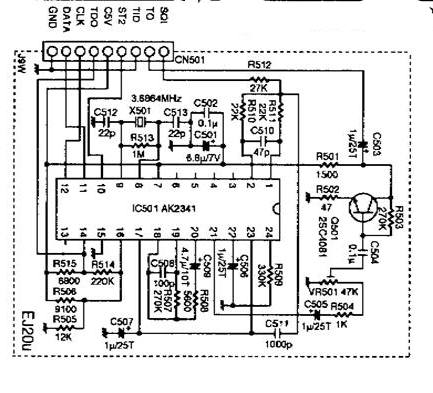 GND
DATA
CLK
TDO
C5V
ST2
TID
TO
SQL
CN501
J9W
R512
27K
3.6864MHz
C512
22p
X501
C513
22p
C502
0.1µ
R513
1M
C501
6.8µ/7V
22K
R510
22K
R511
C510
47p
1µ/25T
C503
R501
1500
R502
47
Q501
2SC4081
270K
R503
12 11 10 9 8 7 6 5 4 3 2 1
IC501 AK2341
13 14 15 16 17 18 19 20 21 22 23 24
C504
0.1µ
VR501 47K
R515
6800
R514
220K
R506
9100
R505
12K
C508
100p
R507
270K
4.7µ/10T
C509
R508
5600
1µ/25T
C506
R509
330K
C507
1µ/25T
C511
1000p
C505
1µ/25T
R504
1K
EJ20u